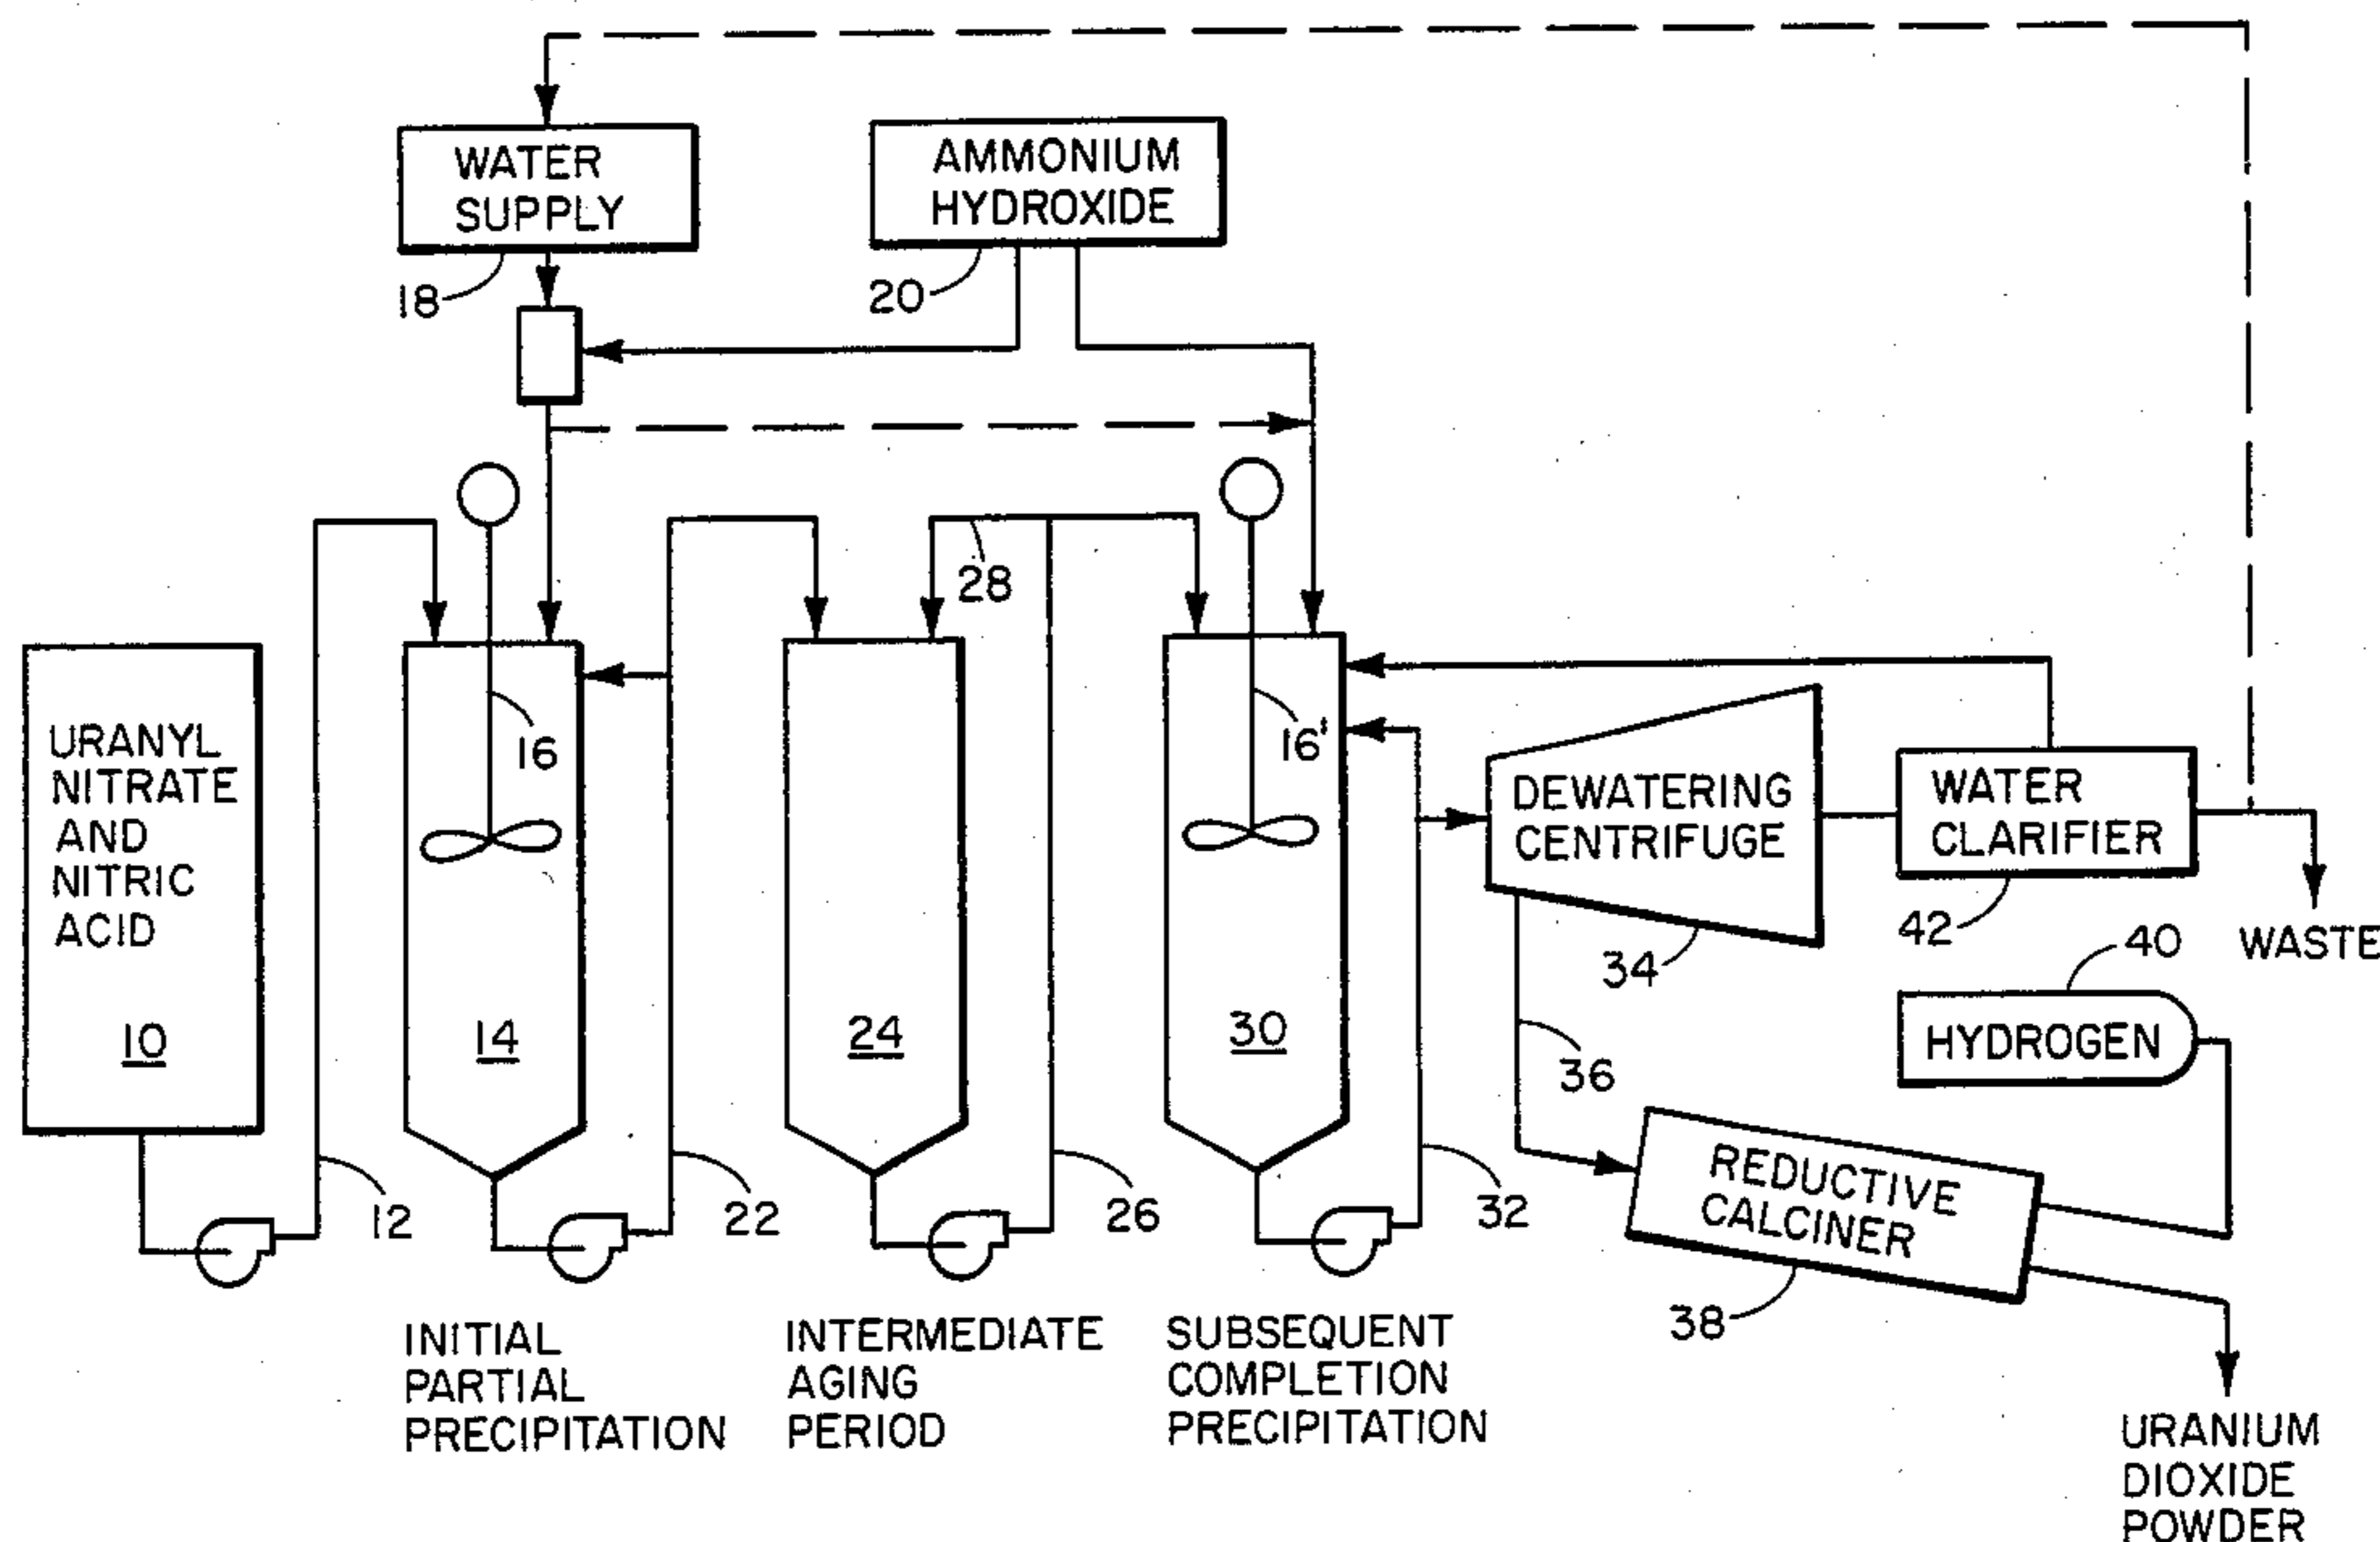 WATER
SUPPLY
18
AMMONIUM
HYDROXIDE
20
28
URANYL
NITRATE
AND
NITRIC
ACID
10
12
16
14
22
24
26
16'
30
32
DEWATERING
CENTRIFUGE
34
36
WATER
CLARIFIER
42
WASTE
40
HYDROGEN
REDUCTIVE
CALCINER
38
INITIAL
PARTIAL
PRECIPITATION
INTERMEDIATE
AGING
PERIOD
SUBSEQUENT
COMPLETION
PRECIPITATION
URANIUM
DIOXIDE
POWDER